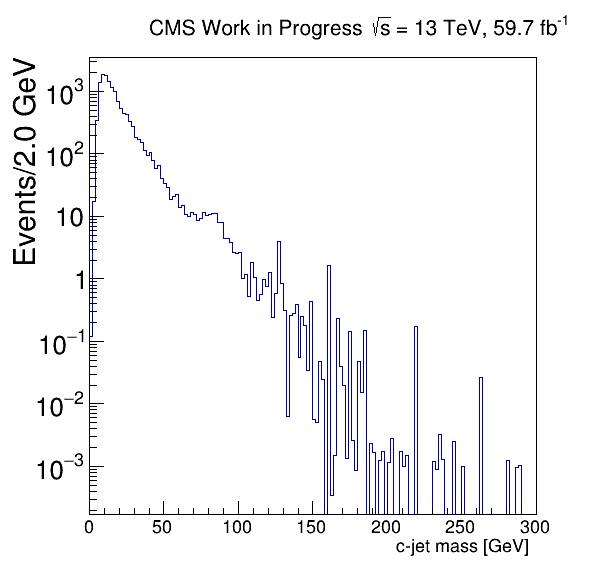 CMS Work in Progress √s = 13 TeV, 59.7 fb⁻¹
Events/2.0 GeV
10³
10²
10
1
10⁻¹
10⁻²
10⁻³
0 50 100 150 200 250 300
c-jet mass [GeV]